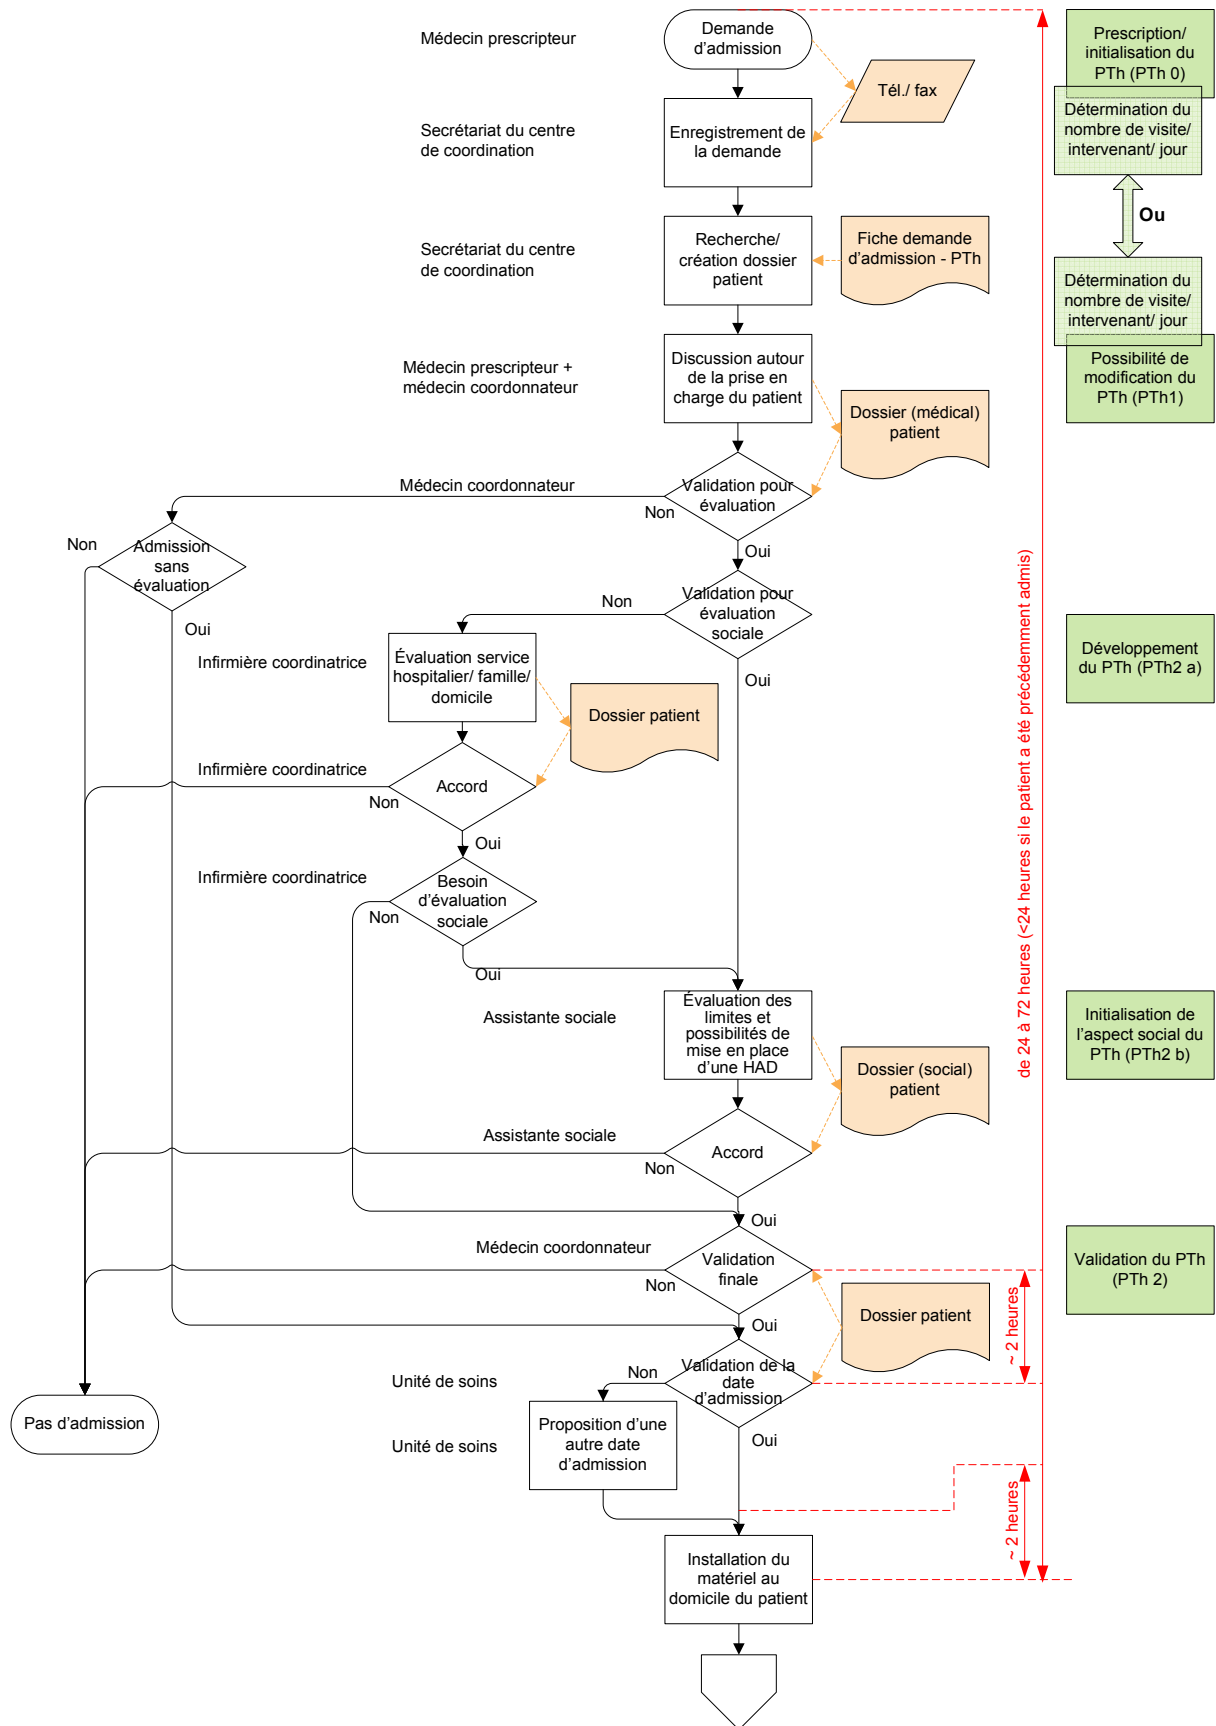 Médecin prescripteur
Demande
d'admission
Tél./ fax
Prescription/
initialisation du
PTh (PTh 0)
Secrétariat du centre
de coordination
Enregistrement de
la demande
Détermination du
nombre de visite/
intervenant/ jour
Ou
Secrétariat du centre
de coordination
Recherche/
création dossier
patient
Fiche demande
d'admission - PTh
Détermination du
nombre de visite/
intervenant/ jour
Médecin prescripteur +
médecin coordonnateur
Discussion autour
de la prise en
charge du patient
Possibilité de
modification du
PTh (PTh1)
Dossier (médical)
patient
Médecin coordonnateur
Validation pour
évaluation
Non
Oui
Non
Admission
sans
évaluation
Oui
Non
Validation pour
évaluation
sociale
Oui
Infirmière coordinatrice
Évaluation service
hospitalier/ famille/
domicile
Dossier patient
Développement
du PTh (PTh2 a)
Infirmière coordinatrice
Accord
Non
Oui
Infirmière coordinatrice
Besoin
d'évaluation
sociale
Non
Oui
de 24 à 72 heures (<24 heures si le patient a été précédemment admis)
Assistante sociale
Évaluation des
limites et
possibilités de
mise en place
d'une HAD
Dossier (social)
patient
Initialisation de
l'aspect social du
PTh (PTh2 b)
Assistante sociale
Accord
Non
Oui
Médecin coordonnateur
Validation
finale
Non
Oui
Dossier patient
~ 2 heures
Validation du PTh
(PTh 2)
Unité de soins
Non
Validation de la
date
d'admission
Oui
Pas d'admission
Unité de soins
Proposition d'une
autre date
d'admission
~ 2 heures
Installation du
matériel au
domicile du patient